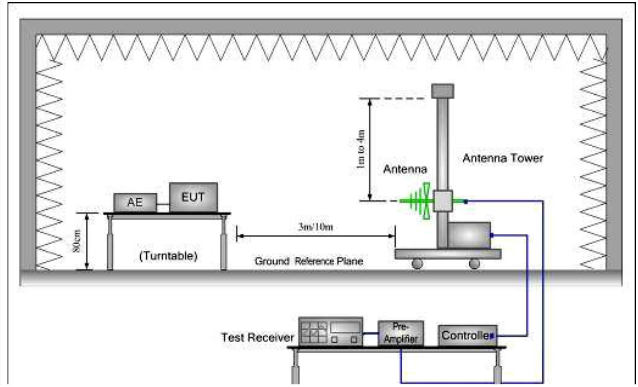 1m to 4m
Antenna
Antenna Tower
AE
EUT
80cm
3m/10m
(Turntable)
Ground Reference Plane
Test Receiver
Pre-
Amplifier
Controller